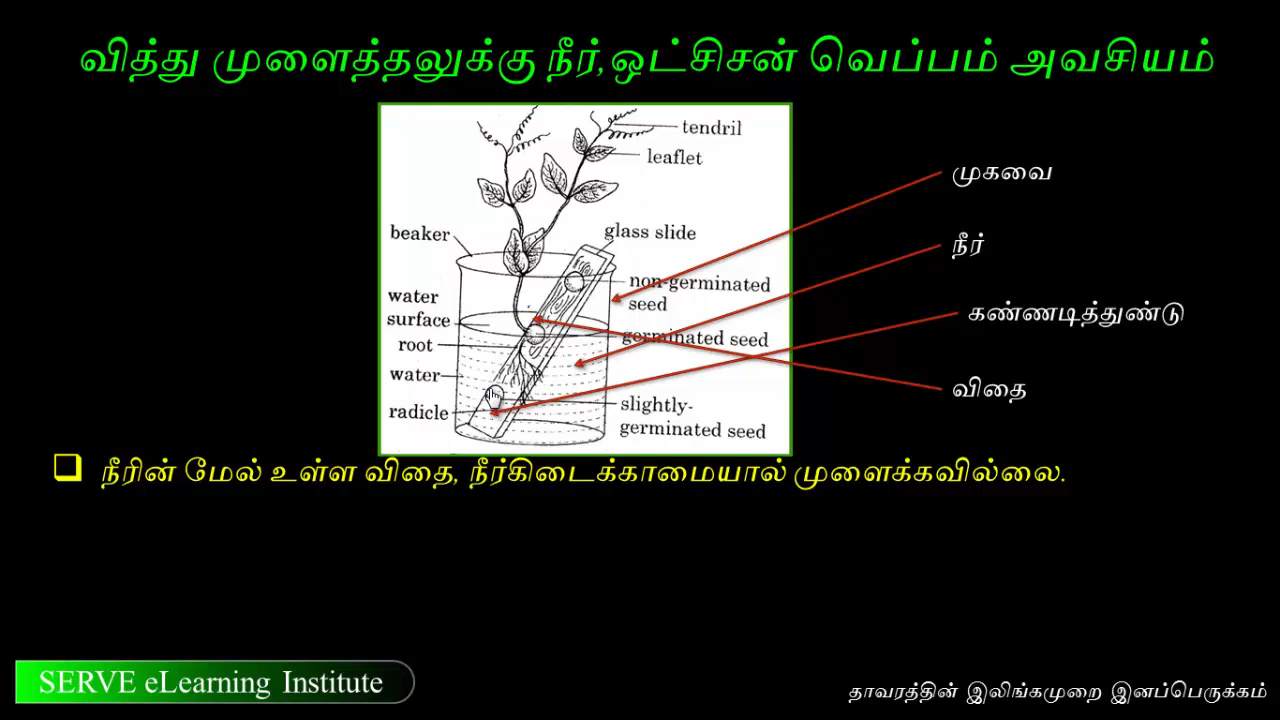 வித்து முளைத்தலுக்கு நீர்,ஒட்சிசன் வெப்பம் அவசியம்
tendril
leaflet
beaker
glass slide
non-germinated
seed
water
surface
germinated seed
root
water
radicle
slightly-
germinated seed
முகவை
நீர்
கண்ணடித்துண்டு
விதை
நீரின் மேல் உள்ள விதை, நீர்கிடைக்காமையால் முளைக்கவில்லை.
SERVE eLearning Institute
தாவரத்தின் இலிங்கமுறை இனப்பெருக்கம்